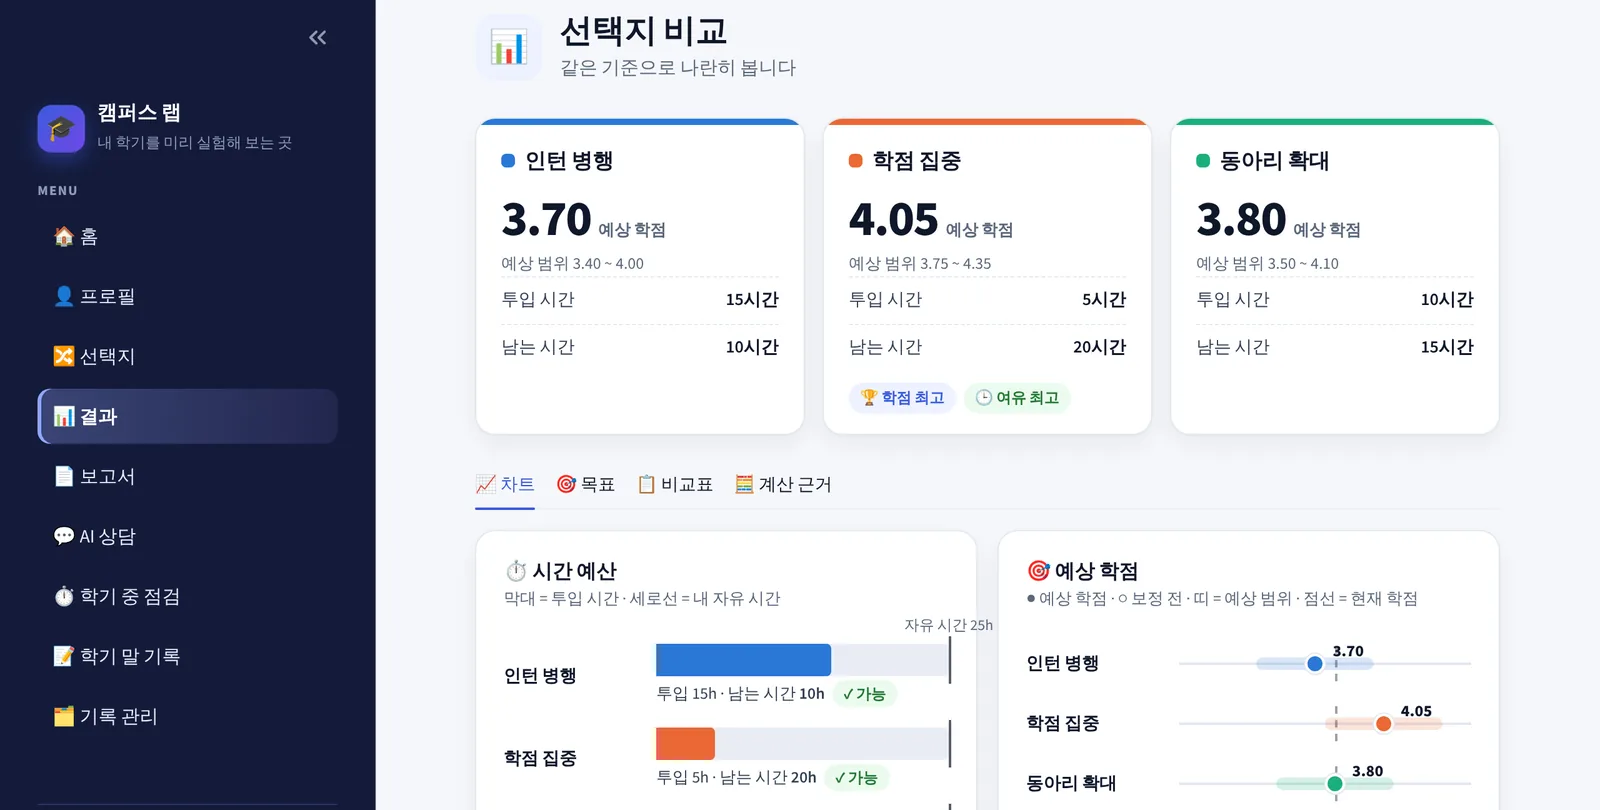 캠퍼스 랩
내 학기를 미리 실험해 보는 곳
MENU
홈
프로필
선택지
결과
보고서
AI 상담
학기 중 점검
학기 말 기록
기록 관리
선택지 비교
같은 기준으로 나란히 봅니다
인턴 병행
3.70 예상 학점
예상 범위 3.40 ~ 4.00
투입 시간 15시간
남는 시간 10시간
학점 집중
4.05 예상 학점
예상 범위 3.75 ~ 4.35
투입 시간 5시간
남는 시간 20시간
학점 최고 여유 최고
동아리 확대
3.80 예상 학점
예상 범위 3.50 ~ 4.10
투입 시간 10시간
남는 시간 15시간
차트 목표 비교표 계산 근거
시간 예산
막대 = 투입 시간 · 세로선 = 내 자유 시간
자유 시간 25h
인턴 병행
투입 15h · 남는 시간 10h ✓ 가능
학점 집중
투입 5h · 남는 시간 20h ✓ 가능
예상 학점
● 예상 학점 · ○ 보정 전 · 띠 = 예상 범위 · 점선 = 현재 학점
인턴 병행 3.70
학점 집중 4.05
동아리 확대 3.80